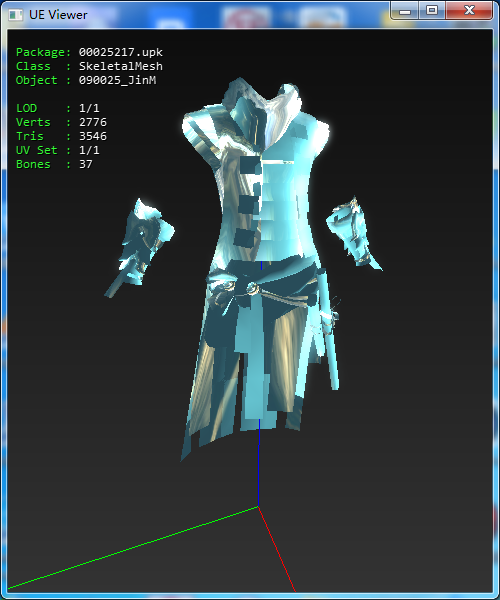 UE Viewer
Package: 00025217.upk
Class : SkeletalMesh
Object : 090025_JinM
LOD : 1/1
Verts : 2776
Tris : 3546
UV Set : 1/1
Bones : 37